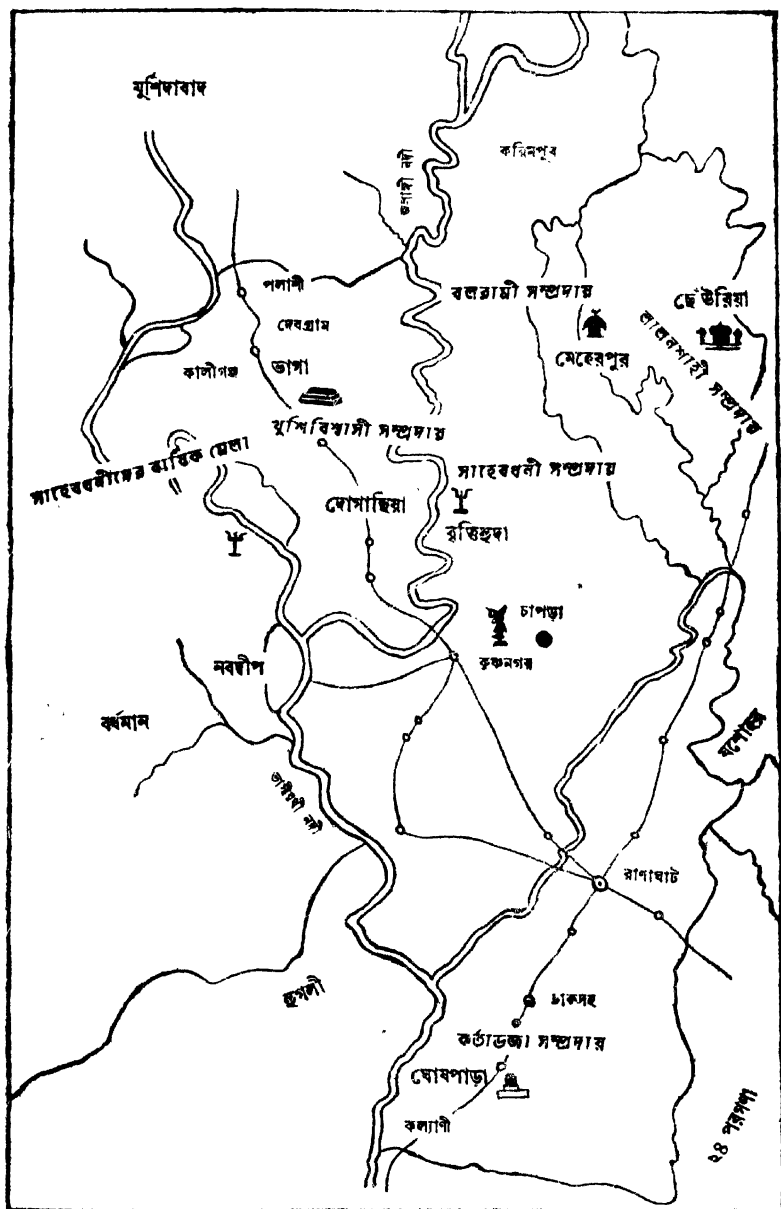 মুর্শিদাবাদ
করিমপুর
জলাঙ্গী নদী
পলাশী
বলরামী সম্প্রদায়
ছেঁউরিয়া
দেবগ্রাম
মেহেরপুর
লালনশাহী সম্প্রদায়
কালীগঞ্জ
ভাগা
খুশিবিশ্বাসী সম্প্রদায়
সাহেবধনীদের বার্ষিক মেলা
সাহেবধনী সম্প্রদায়
দোগাছিয়া
বৃত্তিহুদা
চাপড়া
নবদ্বীপ
কৃষ্ণনগর
বর্ধমান
যশোহর
ভাগীরথী নদী
রাণাঘাট
হুগলী
চাকদহ
কর্তাভজা সম্প্রদায়
ঘোষপাড়া
কল্যাণী
২৪ পরগণা